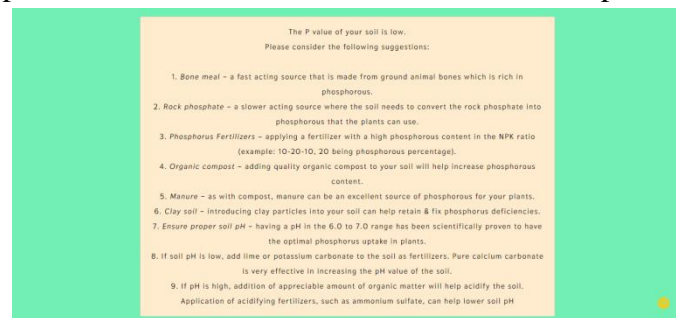 The P value of your soil is low.
Please consider the following suggestions:
1. Bone meal – a fast acting source that is made from ground animal bones which is rich in
phosphorous.
2. Rock phosphate – a slower acting source where the soil needs to convert the rock phosphate into
phosphorous that the plants can use.
3. Phosphorus Fertilizers – applying a fertilizer with a high phosphorous content in the NPK ratio
(example: 10-20-10, 20 being phosphorous percentage).
4. Organic compost – adding quality organic compost to your soil will help increase phosphorous
content.
5. Manure – as with compost, manure can be an excellent source of phosphorous for your plants.
6. Clay soil – introducing clay particles into your soil can help retain & fix phosphorus deficiencies.
7. Ensure proper soil pH – having a pH in the 6.0 to 7.0 range has been scientifically proven to have
the optimal phosphorus uptake in plants.
8. If soil pH is low, add lime or potassium carbonate to the soil as fertilizers. Pure calcium carbonate
is very effective in increasing the pH value of the soil.
9. If pH is high, addition of appreciable amount of organic matter will help acidify the soil.
Application of acidifying fertilizers, such as ammonium sulfate, can help lower soil pH